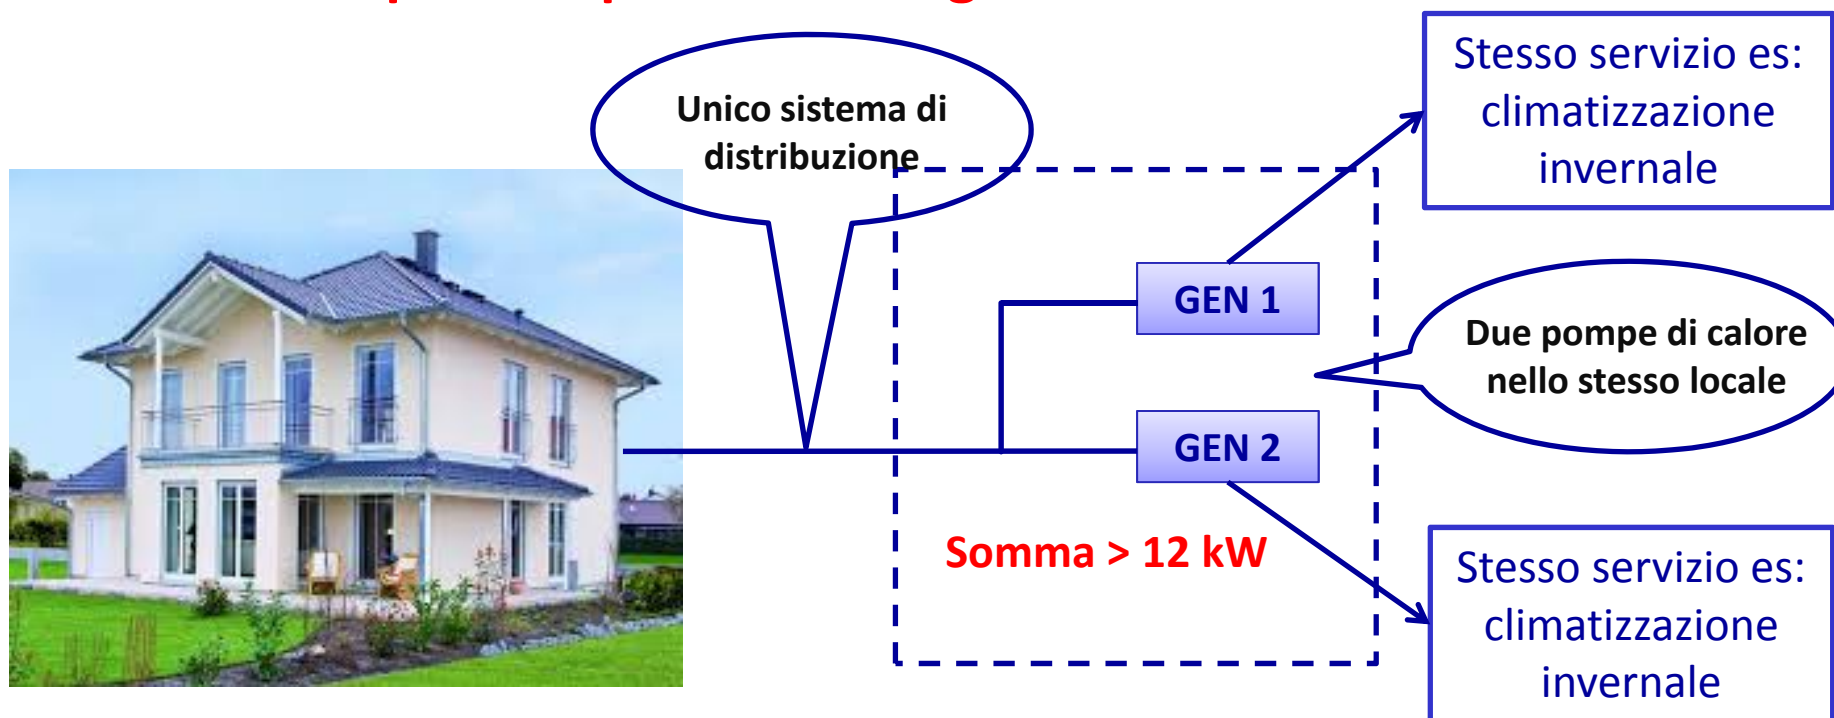 Unico sistema di
distribuzione
Stesso servizio es:
climatizzazione
invernale
GEN 1
Due pompe di calore
nello stesso locale
GEN 2
Somma > 12 kW
Stesso servizio es:
climatizzazione
invernale